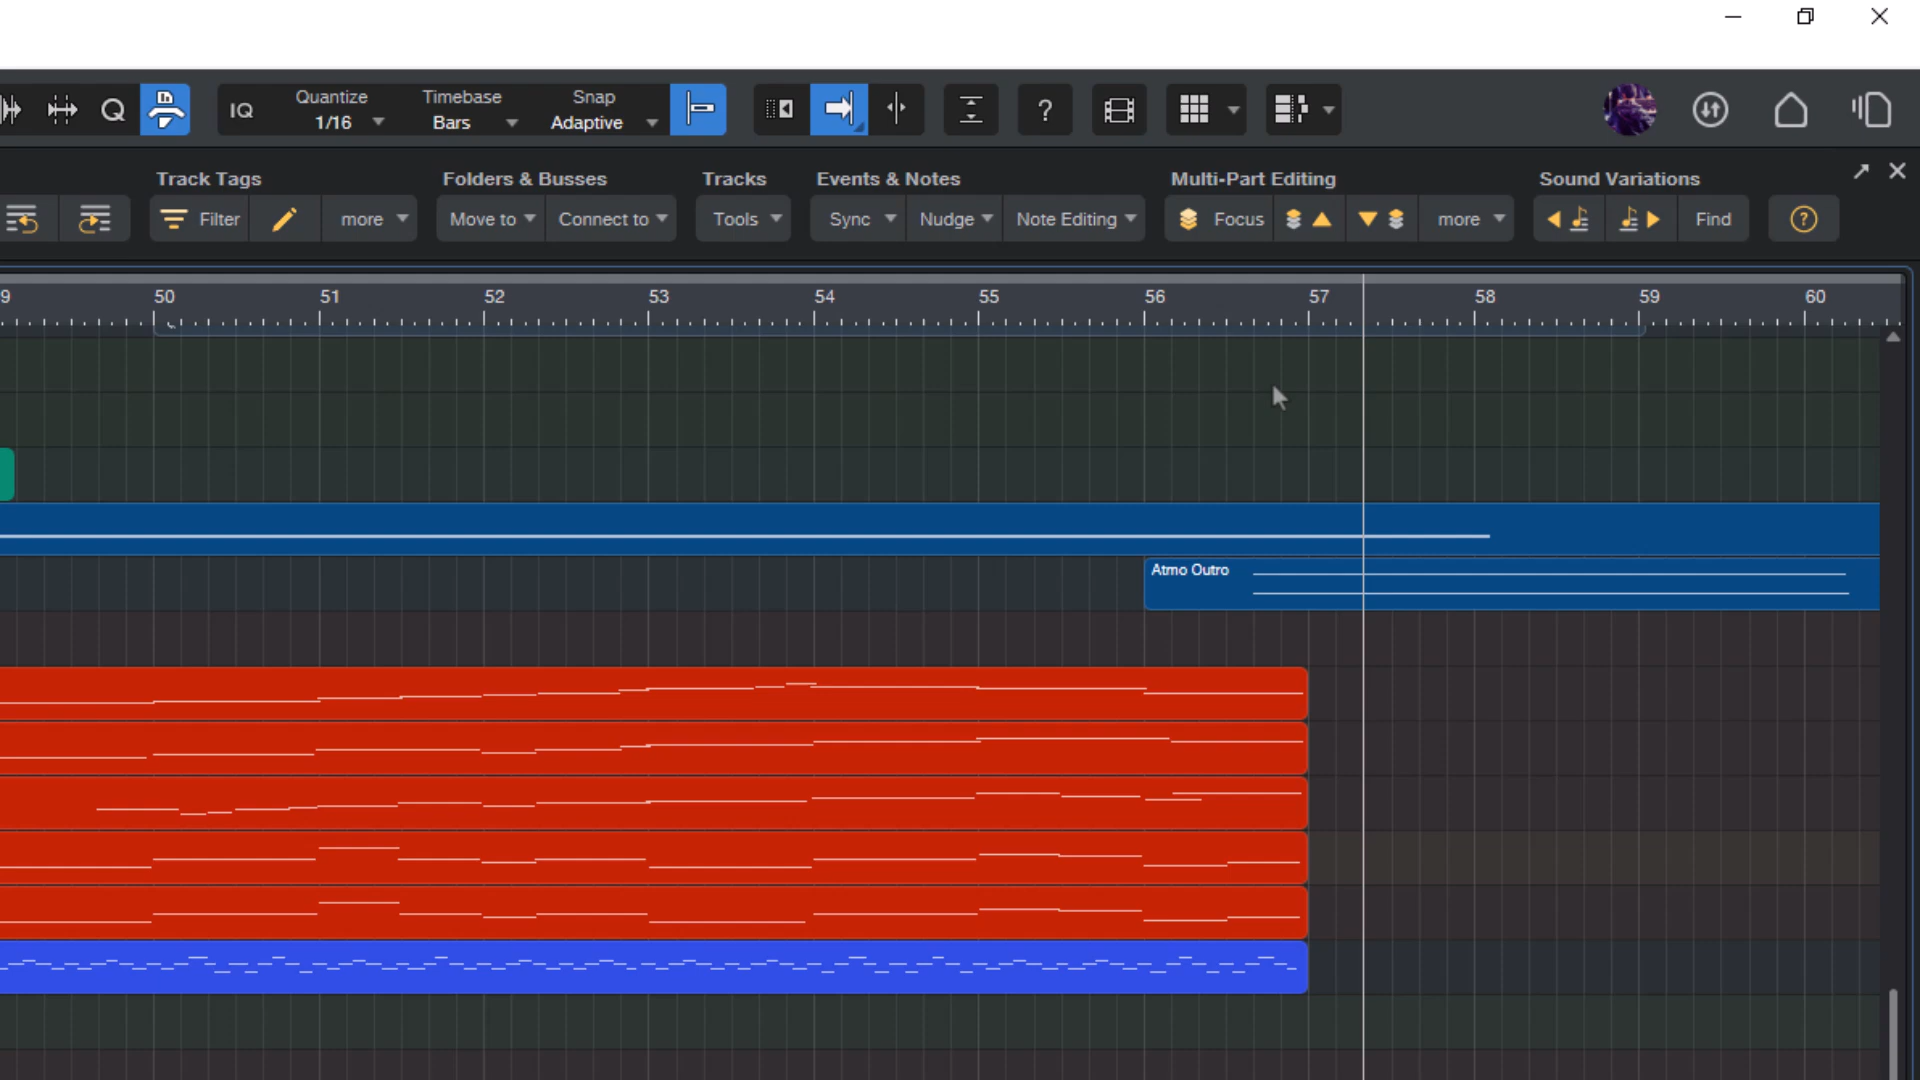 IQ
Quantize
1/16
Timebase
Bars
Snap
Adaptive
?
Track Tags
Folders & Busses
Tracks
Events & Notes
Multi-Part Editing
Sound Variations
Filter
more
Move to
Connect to
Tools
Sync
Nudge
Note Editing
Focus
more
Find
?
9 50 51 52 53 54 55 56 57 58 59 60
Atmo Outro